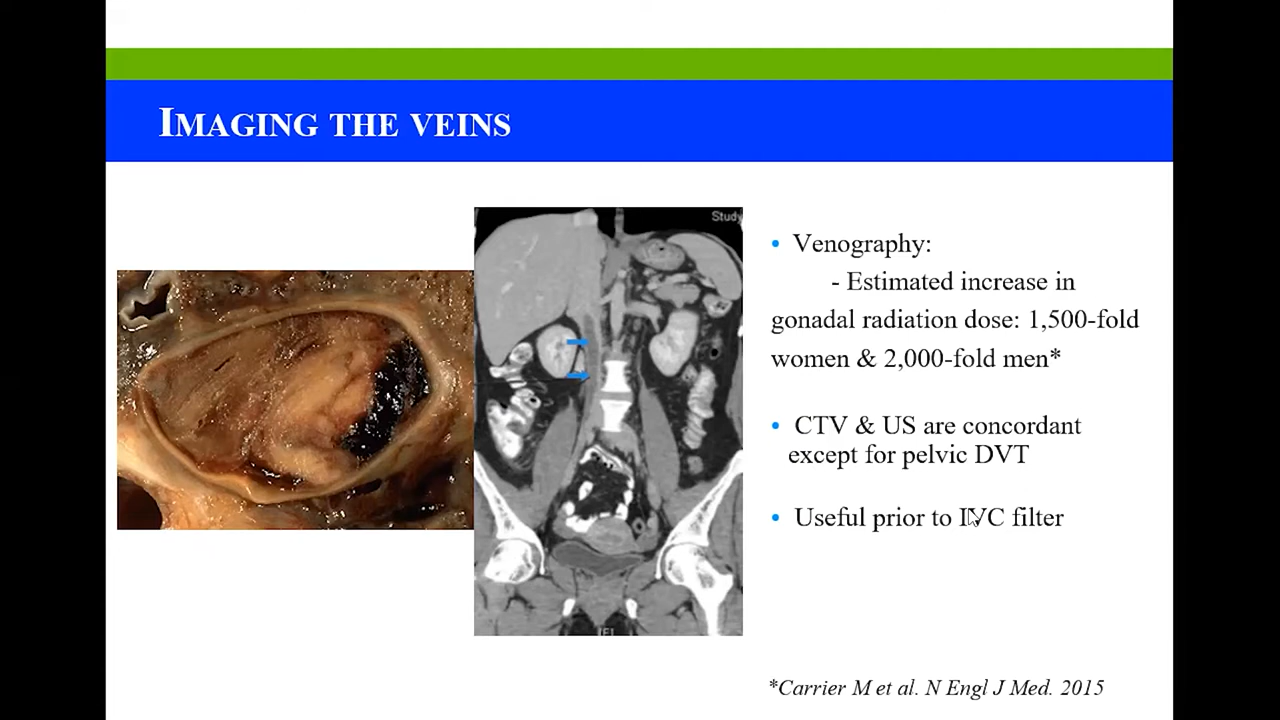 IMAGING THE VEINS
Study
• Venography:
- Estimated increase in
gonadal radiation dose: 1,500-fold
women & 2,000-fold men*
• CTV & US are concordant
except for pelvic DVT
• Useful prior to IVC filter
*Carrier M et al. N Engl J Med. 2015